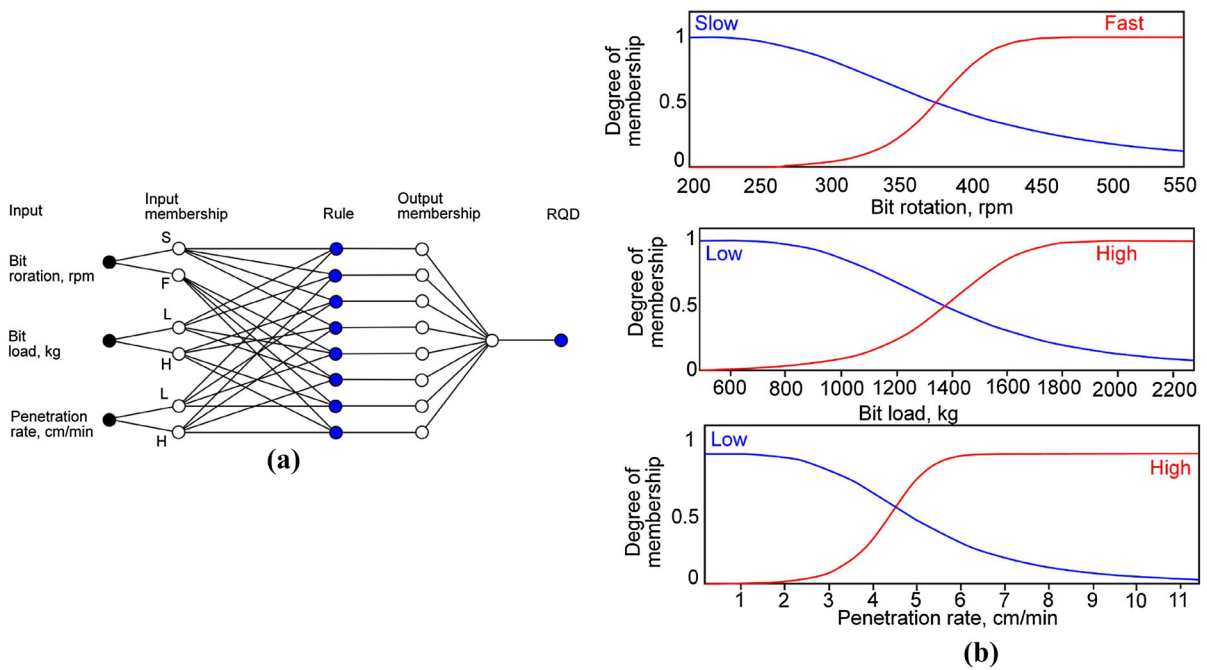 Input
Input
membership
Rule
Output
membership
RQD
Bit
roration, rpm
S
F
Bit
load, kg
L
H
Penetration
rate, cm/min
L
H
(a)
Degree of
membership
1
0.5
0
Slow
Fast
200 250 300 350 400 450 500 550
Bit rotation, rpm
Degree of
membership
1
0.5
0
Low
High
600 800 1000 1200 1400 1600 1800 2000 2200
Bit load, kg
Degree of
membership
1
0.5
0
Low
High
1 2 3 4 5 6 7 8 9 10 11
Penetration rate, cm/min
(b)